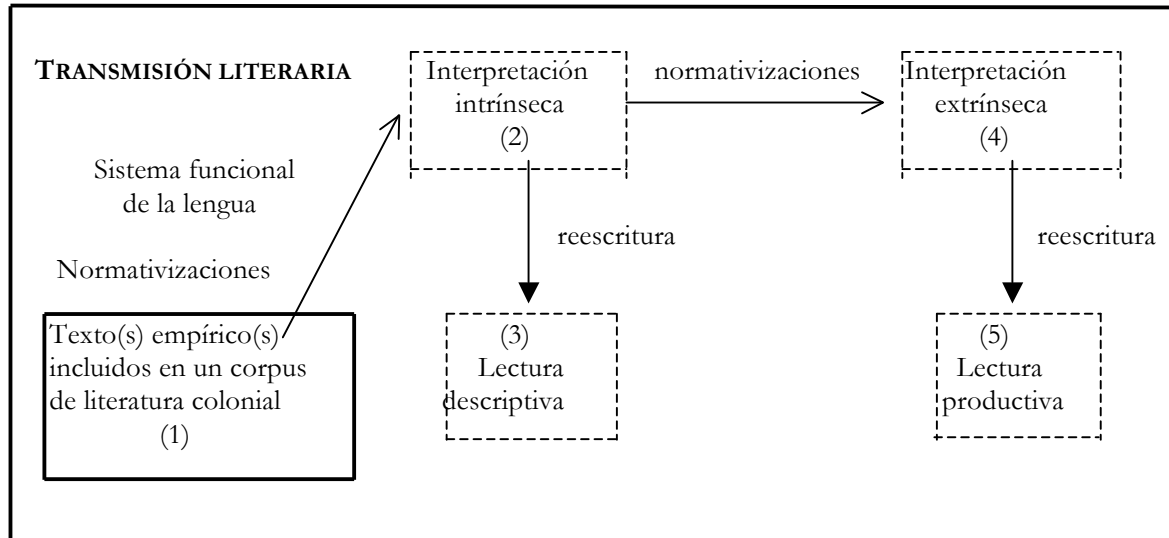 TRANSMISIÓN LITERARIA
Interpretación
intrínseca
(2)
normativizaciones
Interpretación
extrínseca
(4)
Sistema funcional
de la lengua
reescritura
reescritura
Normativizaciones
Texto(s) empírico(s)
incluidos en un corpus
de literatura colonial
(1)
(3)
Lectura
descriptiva
(5)
Lectura
productiva